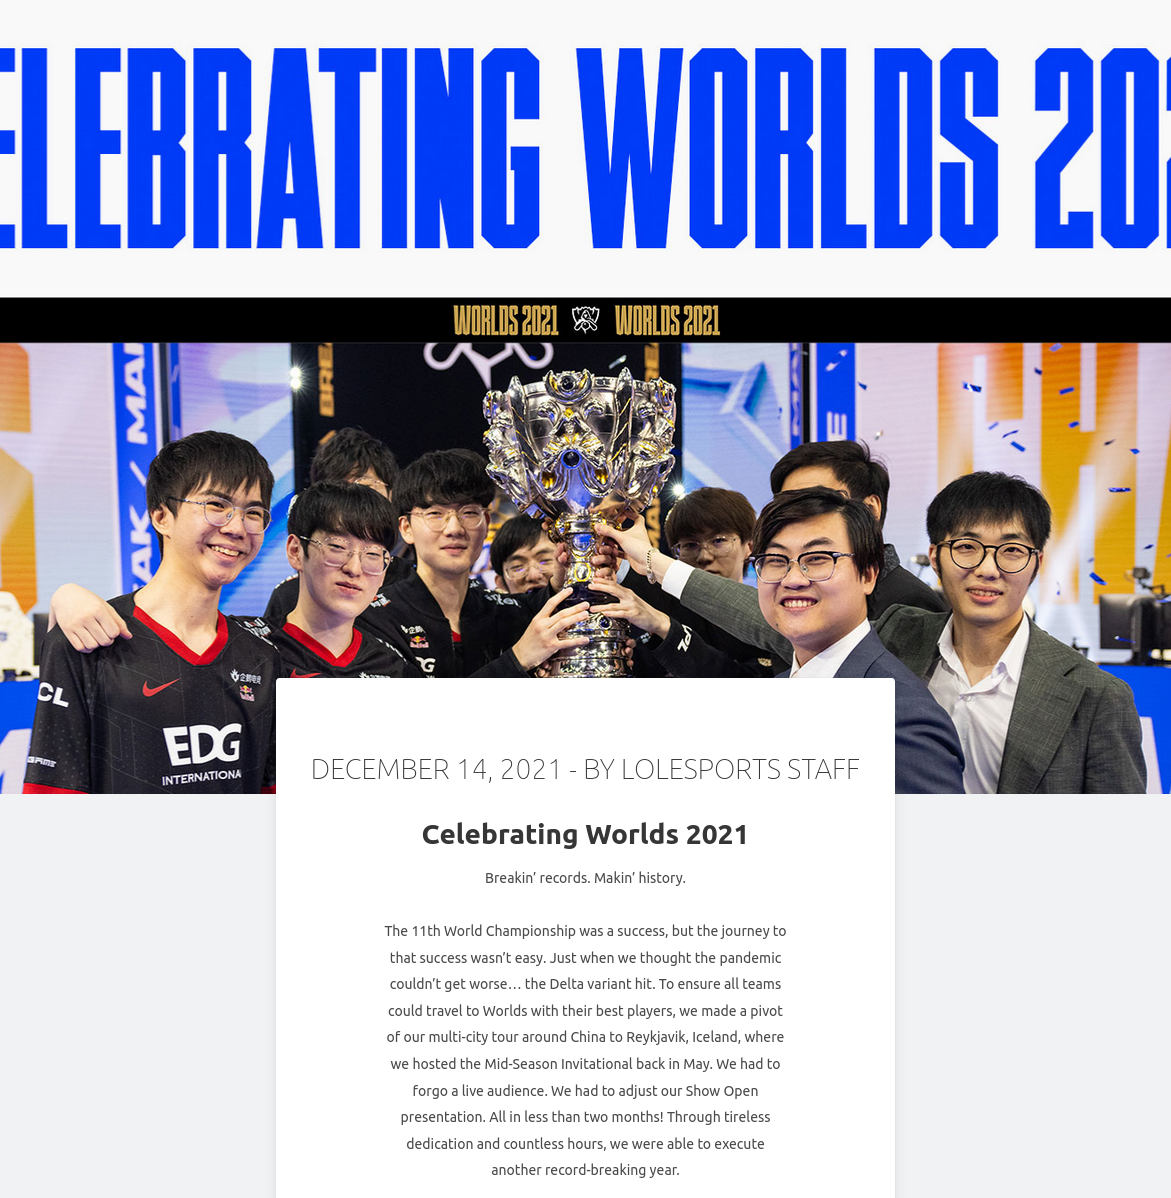 ELEBRATING WORLDS 202
WORLDS 2021 WORLDS 2021
EDG
INTERNATIONAL
DECEMBER 14, 2021 - BY LOLESPORTS STAFF
Celebrating Worlds 2021
Breakin’ records. Makin’ history.
The 11th World Championship was a success, but the journey to
that success wasn’t easy. Just when we thought the pandemic
couldn’t get worse… the Delta variant hit. To ensure all teams
could travel to Worlds with their best players, we made a pivot
of our multi-city tour around China to Reykjavik, Iceland, where
we hosted the Mid-Season Invitational back in May. We had to
forgo a live audience. We had to adjust our Show Open
presentation. All in less than two months! Through tireless
dedication and countless hours, we were able to execute
another record-breaking year.